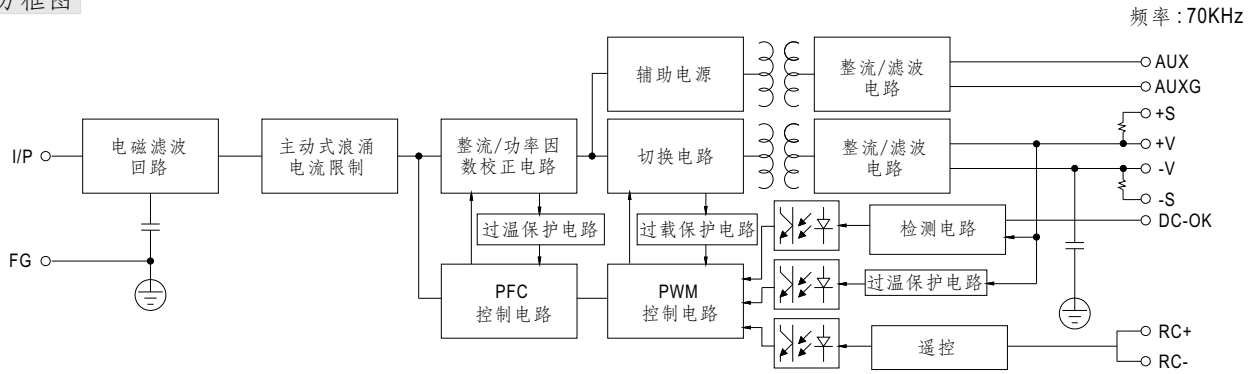 方框图
频率 : 70KHz
辅助电源
整流/滤波
电路
AUX
AUXG
+S
I/P
电磁滤波
回路
主动式浪涌
电流限制
整流/功率因
数校正电路
切换电路
整流/滤波
电路
+V
-V
-S
过温保护电路
过载保护电路
检测电路
DC-OK
FG
PFC
控制电路
PWM
控制电路
过温保护电路
遥控
RC+
RC-